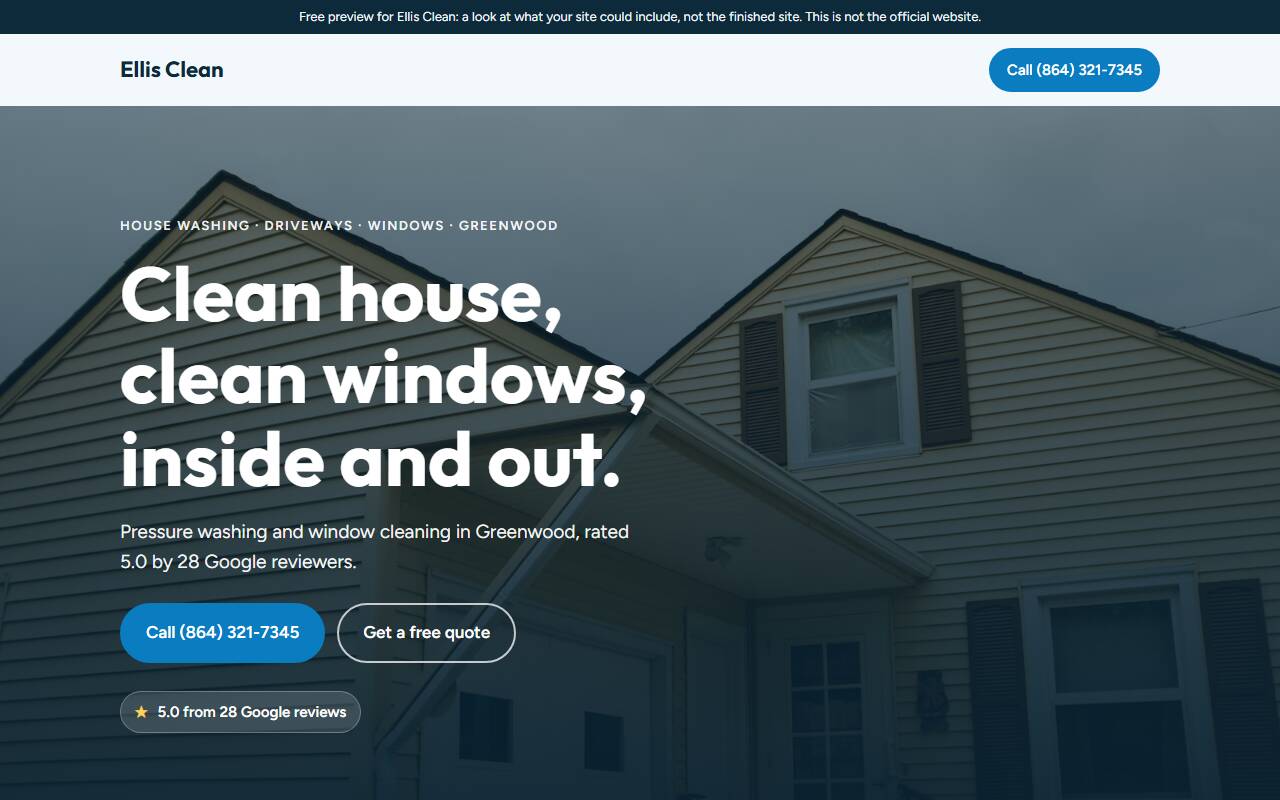 Free preview for Ellis Clean: a look at what your site could include, not the finished site. This is not the official website.
Ellis Clean
Call (864) 321-7345
HOUSE WASHING · DRIVEWAYS · WINDOWS · GREENWOOD
Clean house,
clean windows,
inside and out.
Pressure washing and window cleaning in Greenwood, rated
5.0 by 28 Google reviewers.
Call (864) 321-7345
Get a free quote
★ 5.0 from 28 Google reviews